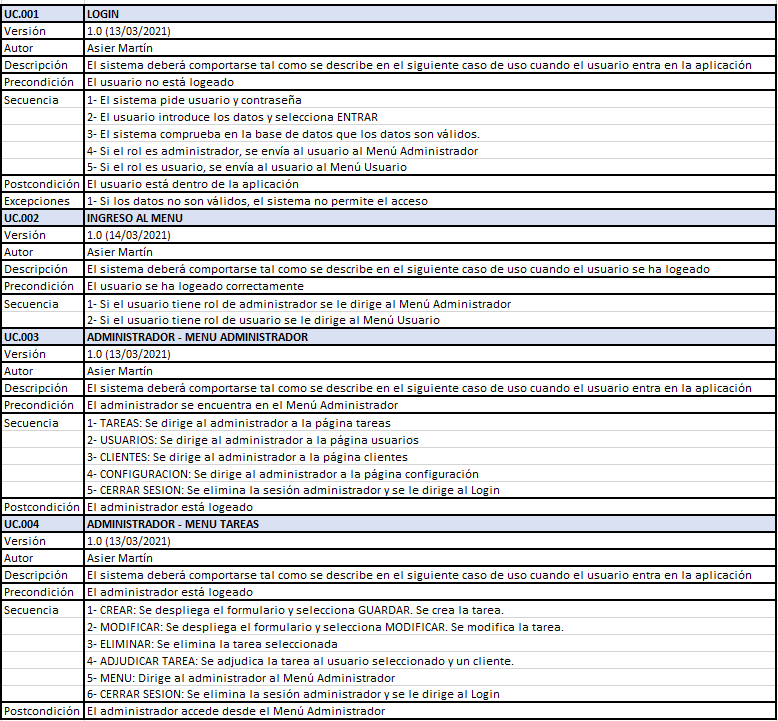 UC.001 LOGIN
Versión 1.0 (13/03/2021)
Autor Asier Martín
Descripción El sistema deberá comportarse tal como se describe en el siguiente caso de uso cuando el usuario entra en la aplicación
Precondición El usuario no está logeado
Secuencia 1- El sistema pide usuario y contraseña
2- El usuario introduce los datos y selecciona ENTRAR
3- El sistema comprueba en la base de datos que los datos son válidos.
4- Si el rol es administrador, se envía al usuario al Menú Administrador
5- Si el rol es usuario, se envía al usuario al Menú Usuario
Postcondición El usuario está dentro de la aplicación
Excepciones 1- Si los datos no son válidos, el sistema no permite el acceso
UC.002 INGRESO AL MENU
Versión 1.0 (14/03/2021)
Autor Asier Martín
Descripción El sistema deberá comportarse tal como se describe en el siguiente caso de uso cuando el usuario se ha logeado
Precondición El usuario se ha logeado correctamente
Secuencia 1- Si el usuario tiene rol de administrador se le dirige al Menú Administrador
2- Si el usuario tiene rol de usuario se le dirige al Menú Usuario
UC.003 ADMINISTRADOR - MENU ADMINISTRADOR
Versión 1.0 (13/03/2021)
Autor Asier Martín
Descripción El sistema deberá comportarse tal como se describe en el siguiente caso de uso cuando el usuario entra en la aplicación
Precondición El administrador se encuentra en el Menú Administrador
Secuencia 1- TAREAS: Se dirige al administrador a la página tareas
2- USUARIOS: Se dirige al administrador a la página usuarios
3- CLIENTES: Se dirige al administrador a la página clientes
4- CONFIGURACION: Se dirige al administrador a la página configuración
5- CERRAR SESION: Se elimina la sesión administrador y se le dirige al Login
Postcondición El administrador está logeado
UC.004 ADMINISTRADOR - MENU TAREAS
Versión 1.0 (13/03/2021)
Autor Asier Martín
Descripción El sistema deberá comportarse tal como se describe en el siguiente caso de uso cuando el usuario entra en la aplicación
Precondición El administrador está logeado
Secuencia 1- CREAR: Se despliega el formulario y selecciona GUARDAR. Se crea la tarea.
2- MODIFICAR: Se despliega el formulario y selecciona MODIFICAR. Se modifica la tarea.
3- ELIMINAR: Se elimina la tarea seleccionada
4- ADJUDICAR TAREA: Se adjudica la tarea al usuario seleccionado y un cliente.
5- MENU: Dirige al administrador al Menú Administrador
6- CERRAR SESION: Se elimina la sesión administrador y se le dirige al Login
Postcondición El administrador accede desde el Menú Administrador